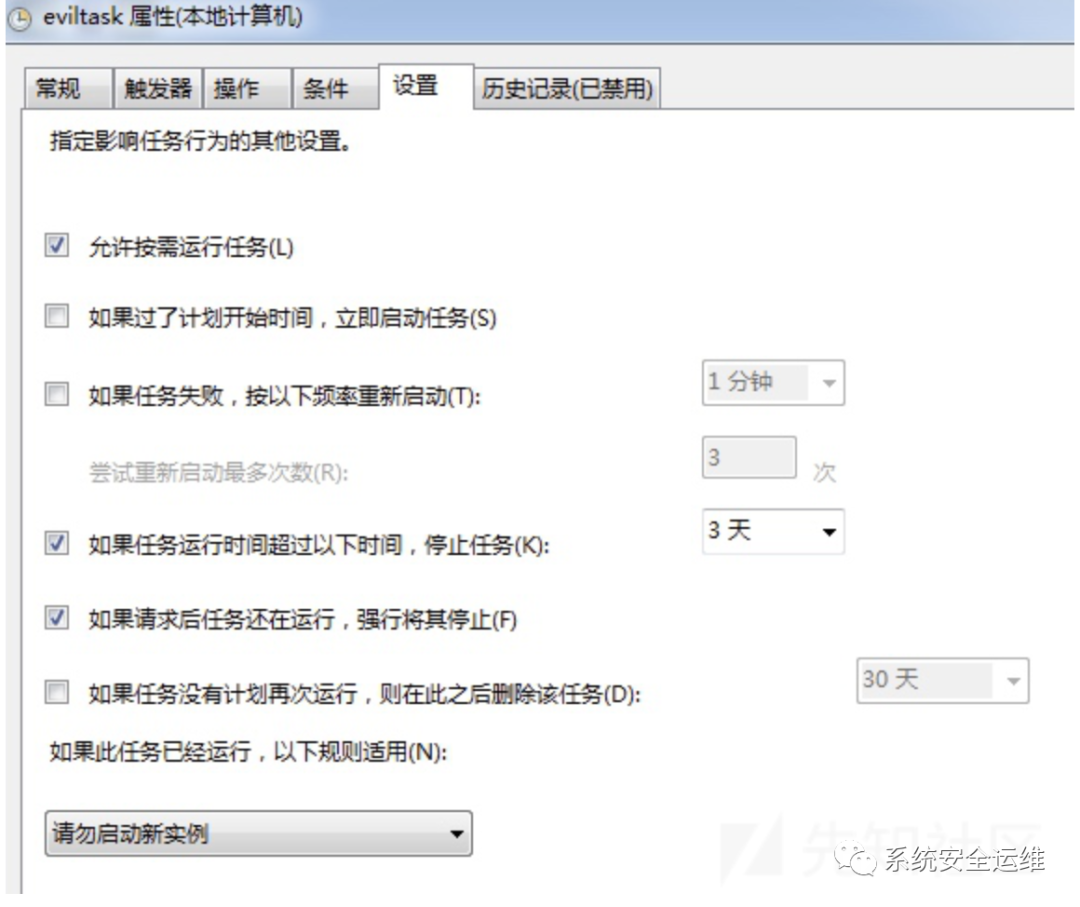 eviltask 属性(本地计算机)
常规 触发器 操作 条件 设置 历史记录(已禁用)
指定影响任务行为的其他设置。
允许按需运行任务(L)
如果过了计划开始时间，立即启动任务(S)
如果任务失败，按以下频率重新启动(T): 1 分钟
尝试重新启动最多次数(R): 3 次
如果任务运行时间超过以下时间，停止任务(K): 3 天
如果请求后任务还在运行，强行将其停止(F)
如果任务没有计划再次运行，则在此之后删除该任务(D): 30 天
如果此任务已经运行，以下规则适用(N):
请勿启动新实例
先知社区
系统安全运维